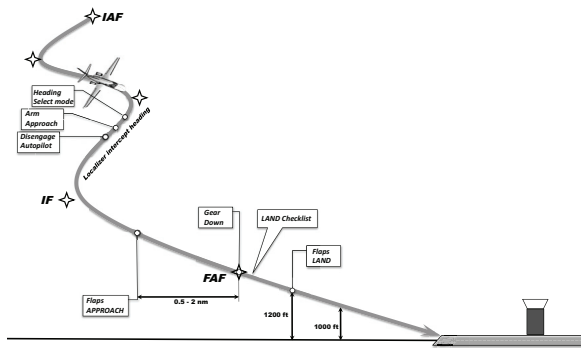 IAF
Heading
Select mode
Arm
Approach
Disengage
Autopilot
Localizer intercept heading
IF
Gear
Down
LAND Checklist
Flaps
LAND
FAF
Flaps
APPROACH
0.5 - 2 nm
1200 ft
1000 ft